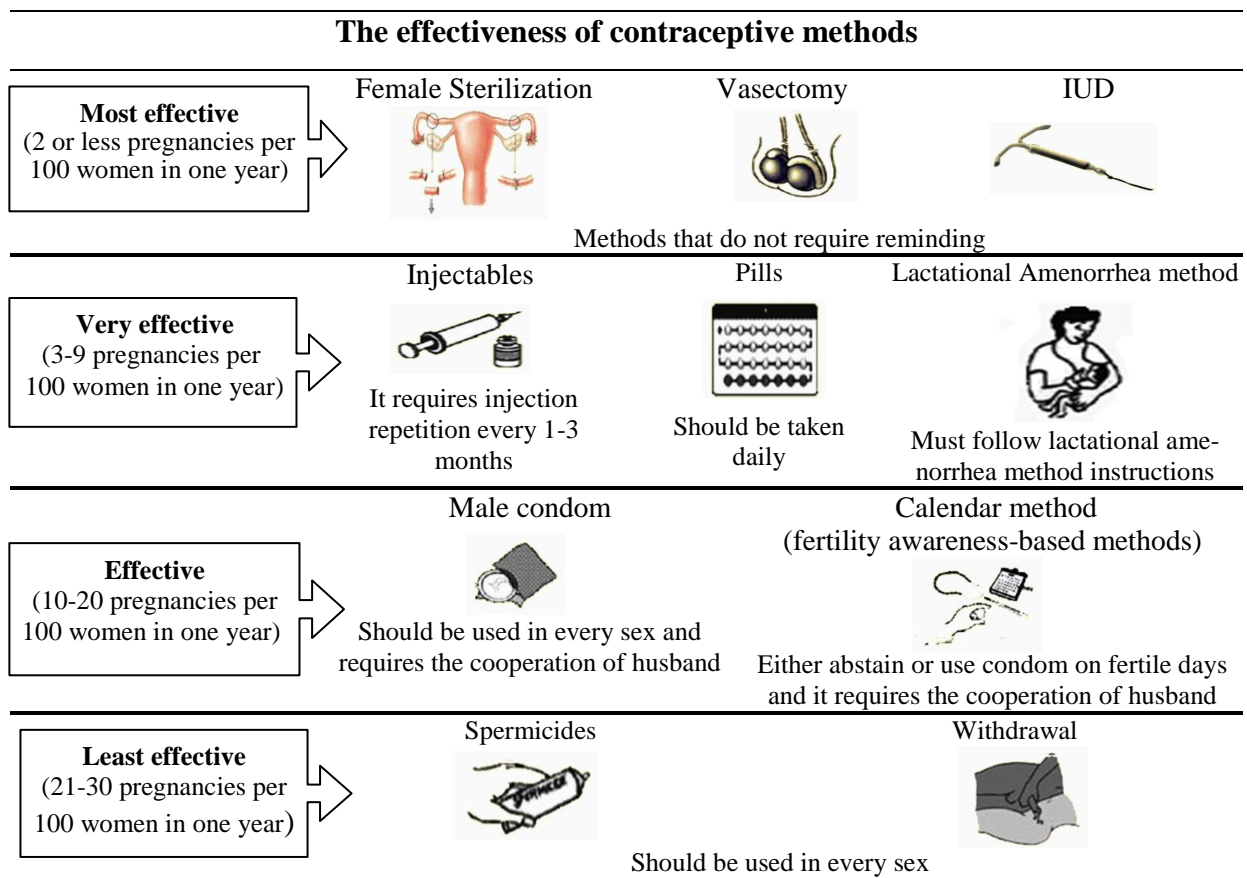 The effectiveness of contraceptive methods
Most effective
(2 or less pregnancies per
100 women in one year)
Female Sterilization
Vasectomy
IUD
Methods that do not require reminding
Very effective
(3-9 pregnancies per
100 women in one year)
Injectables
It requires injection
repetition every 1-3
months
Pills
Should be taken
daily
Lactational Amenorrhea method
Must follow lactational ame-
norrhea method instructions
Effective
(10-20 pregnancies per
100 women in one year)
Male condom
Should be used in every sex and
requires the cooperation of husband
Calendar method
(fertility awareness-based methods)
Either abstain or use condom on fertile days
and it requires the cooperation of husband
Least effective
(21-30 pregnancies per
100 women in one year)
Spermicides
Withdrawal
Should be used in every sex